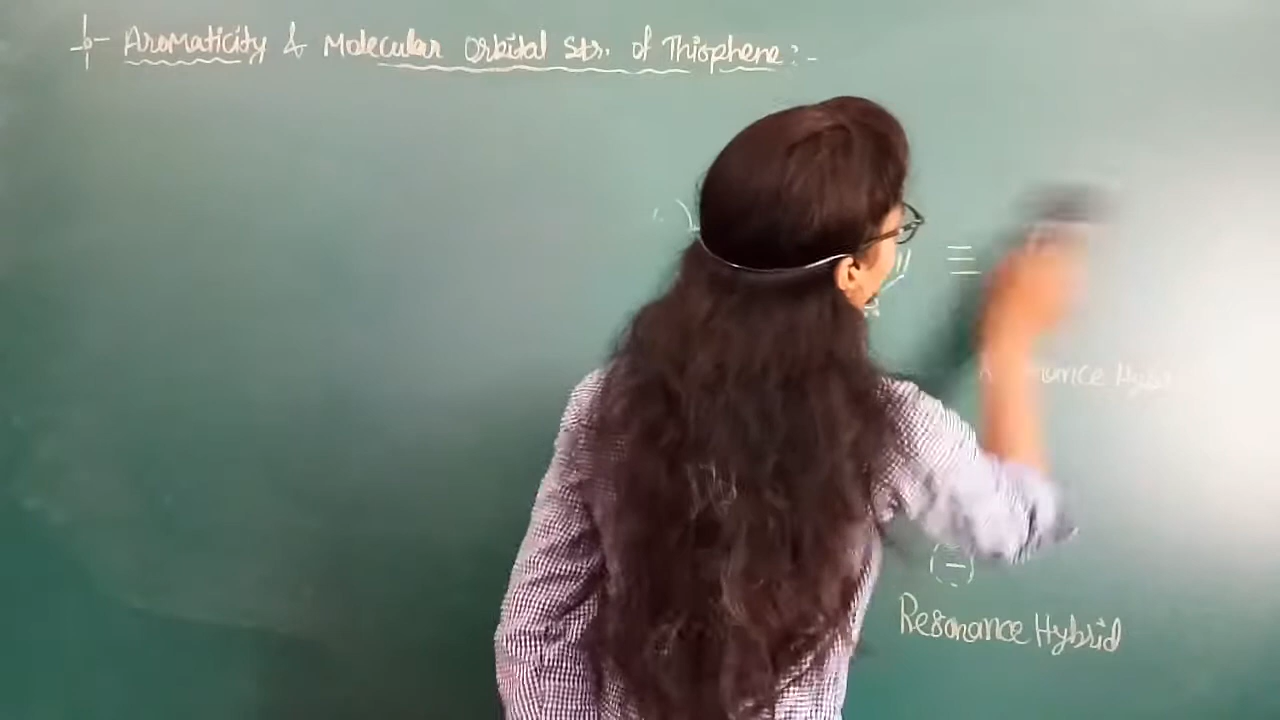 Aromaticity & Molecular Orbital Str. of Thiophene:-
≡
Resonance Hybrid